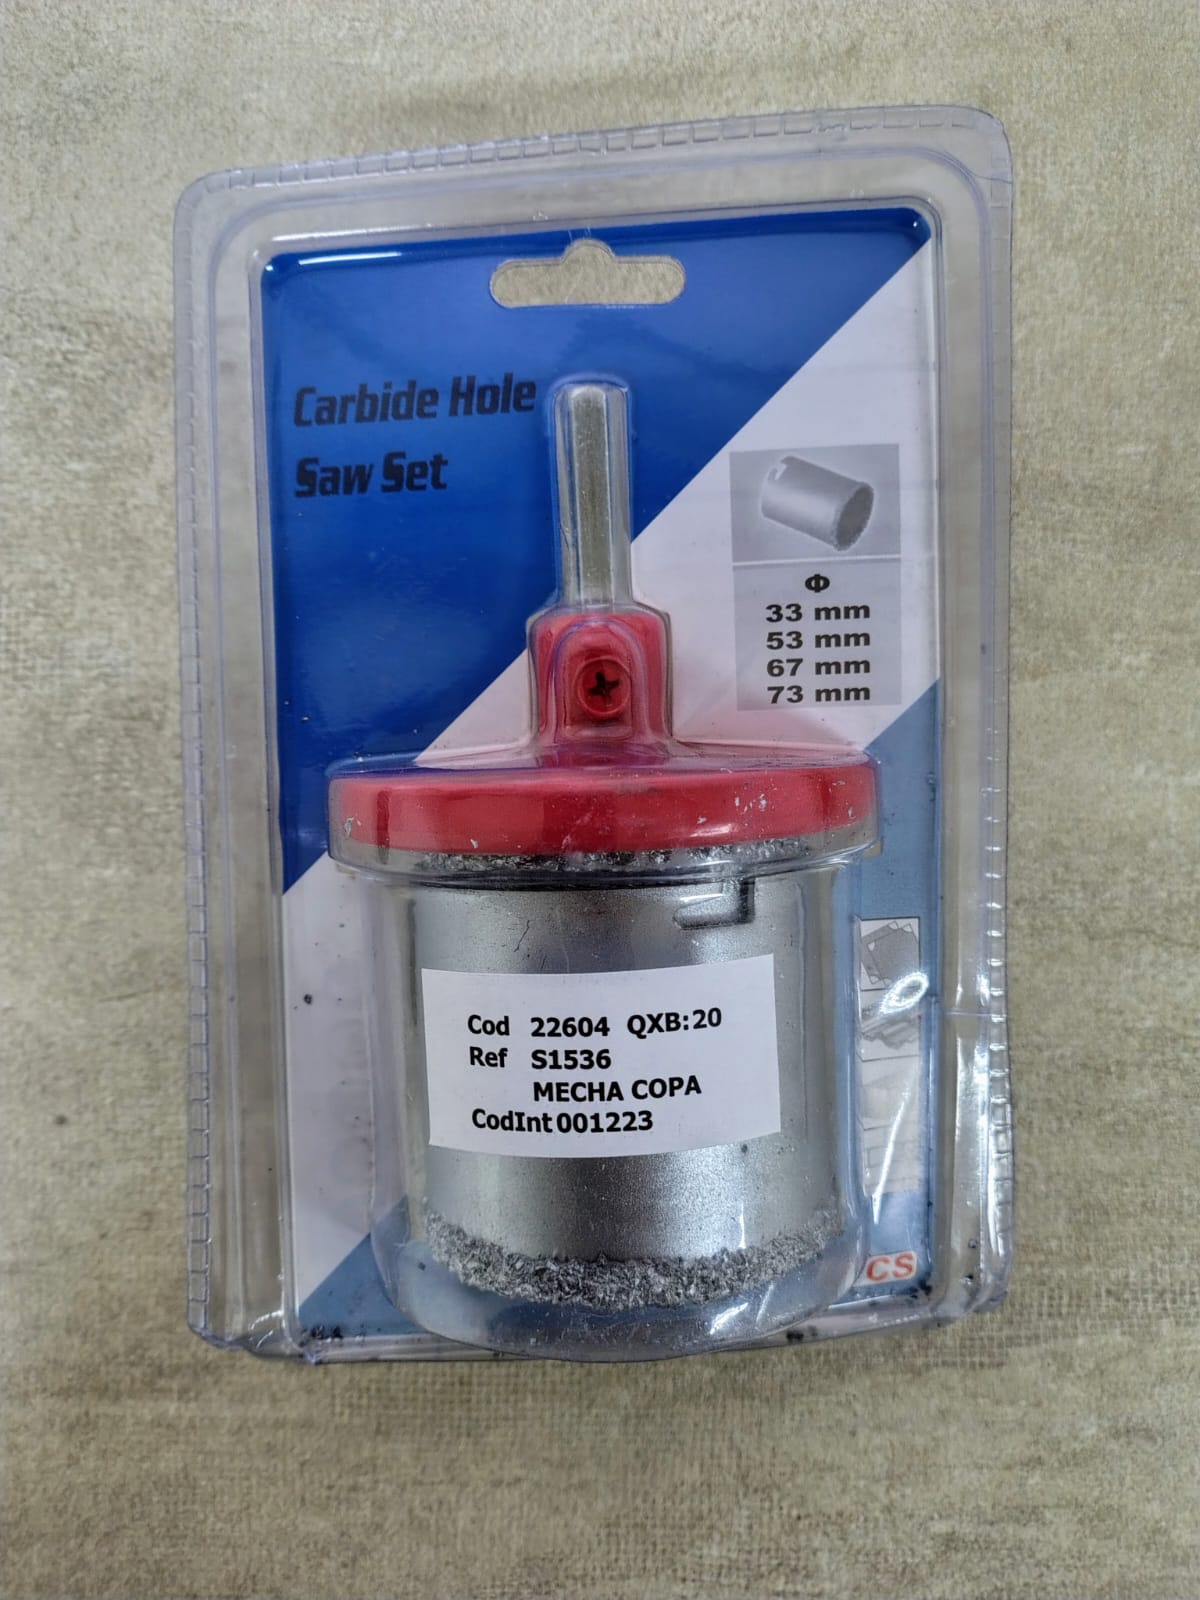 Carbide Hole
Saw Set
Φ
33 mm
53 mm
67 mm
73 mm
Cod 22604 QXB:20
Ref S1536
MECHA COPA
CodInt 001223
CS